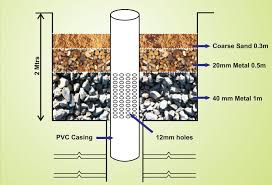 2 Mtrs
Coarse Sand 0.3m
20mm Metal 0.5m
40 mm Metal 1m
PVC Casing
12mm holes